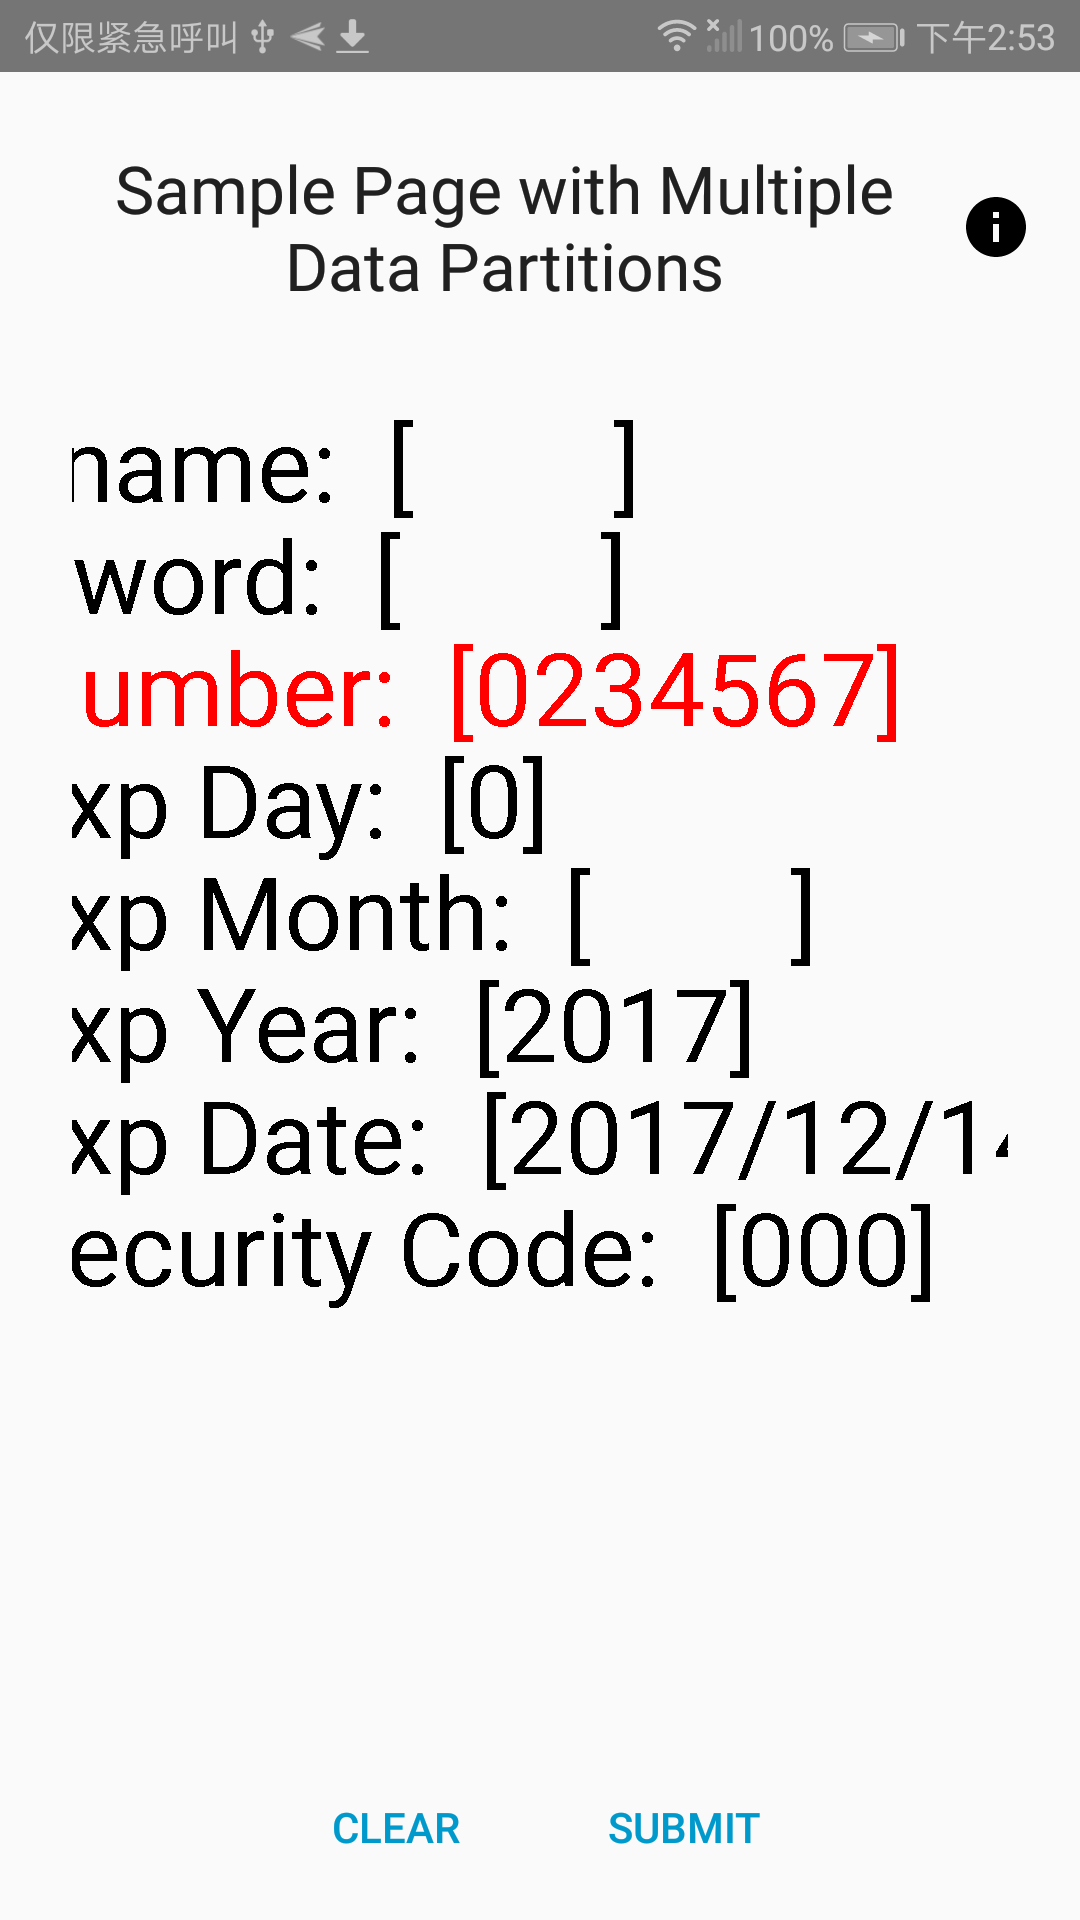 仅限紧急呼叫 100% 下午2:53
Sample Page with Multiple
Data Partitions
name: [ ]
word: [ ]
umber: [0234567]
xp Day: [0]
xp Month: [ ]
xp Year: [2017]
xp Date: [2017/12/1
ecurity Code: [000]
CLEAR SUBMIT